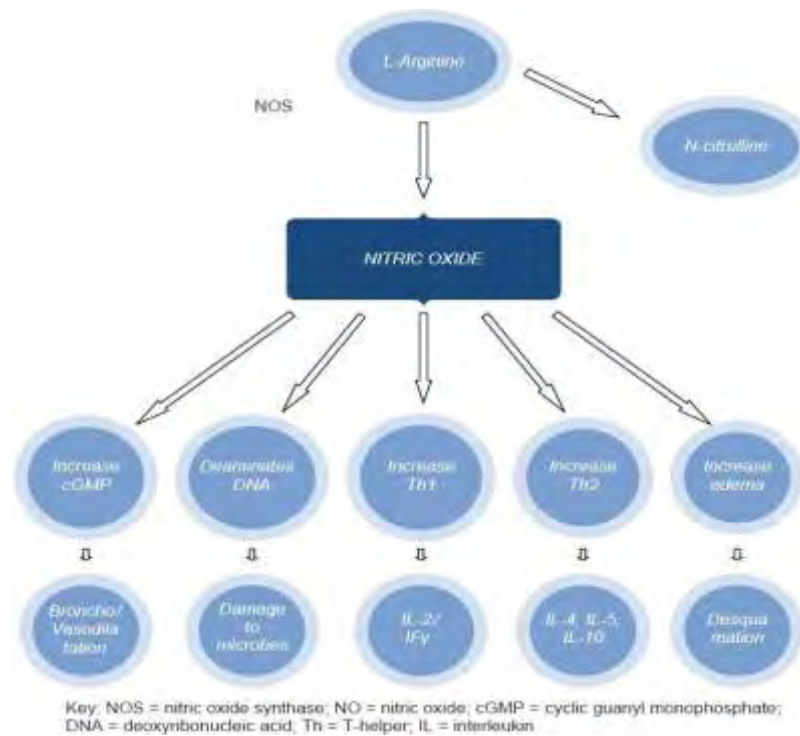 L-Arginine
NOS
N-citrulline
NITRIC OXIDE
Increase
cGMP
Deaminates
DNA
Increase
Th1
Increase
Th2
Increase
edema
Broncho/
Vasodila
tation
Damage
to
microbes
IL-2/
IFγ
IL-4, IL-5,
IL-10
Desqua
mation
Key: NOS = nitric oxide synthase; NO = nitric oxide; cGMP = cyclic guanyl monophosphate;
DNA = deoxyribonucleic acid; Th = T-helper; IL = interleukin